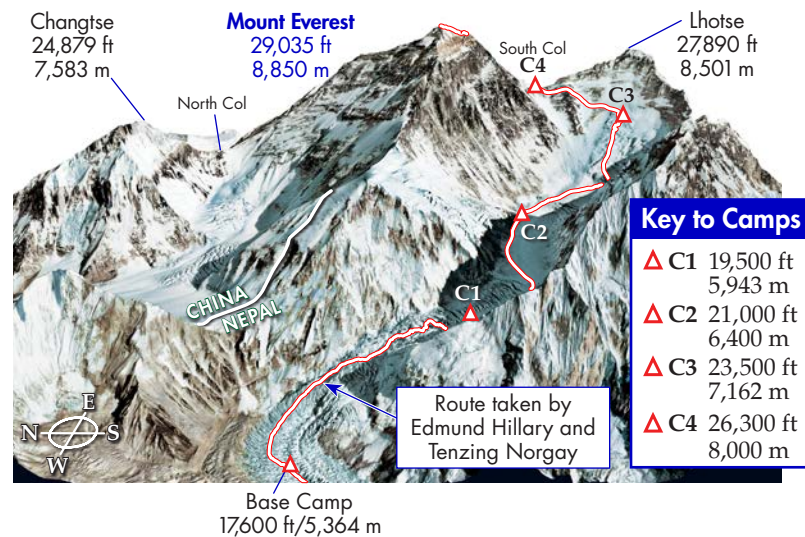 Changtse
24,879 ft
7,583 m
North Col
Mount Everest
29,035 ft
8,850 m
South Col
C4
Lhotse
27,890 ft
8,501 m
C3
C2
C1
CHINA
NEPAL
Key to Camps
C1 19,500 ft
5,943 m
C2 21,000 ft
6,400 m
C3 23,500 ft
7,162 m
C4 26,300 ft
8,000 m
Route taken by
Edmund Hillary and
Tenzing Norgay
E
N S
W
Base Camp
17,600 ft/5,364 m